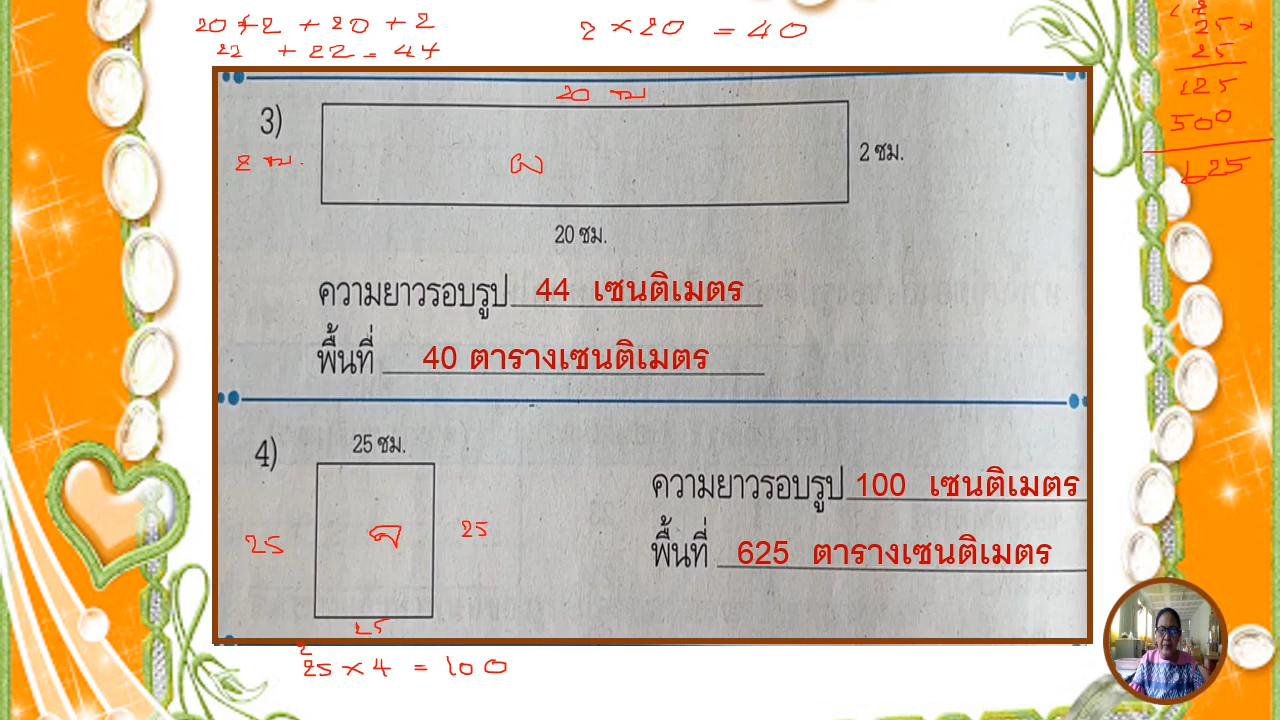 20+2 + 20 + 2
22 + 22 = 44
2 × 20 = 40
25 ×
25
125
500
625
20 ซม
3)
2 ซม.
2 ซม.
20 ซม.
ความยาวรอบรูป 44 เซนติเมตร
พื้นที่ 40 ตารางเซนติเมตร
4)
25 ซม.
25
25
25
ความยาวรอบรูป 100 เซนติเมตร
พื้นที่ 625 ตารางเซนติเมตร
2
25 × 4 = 100